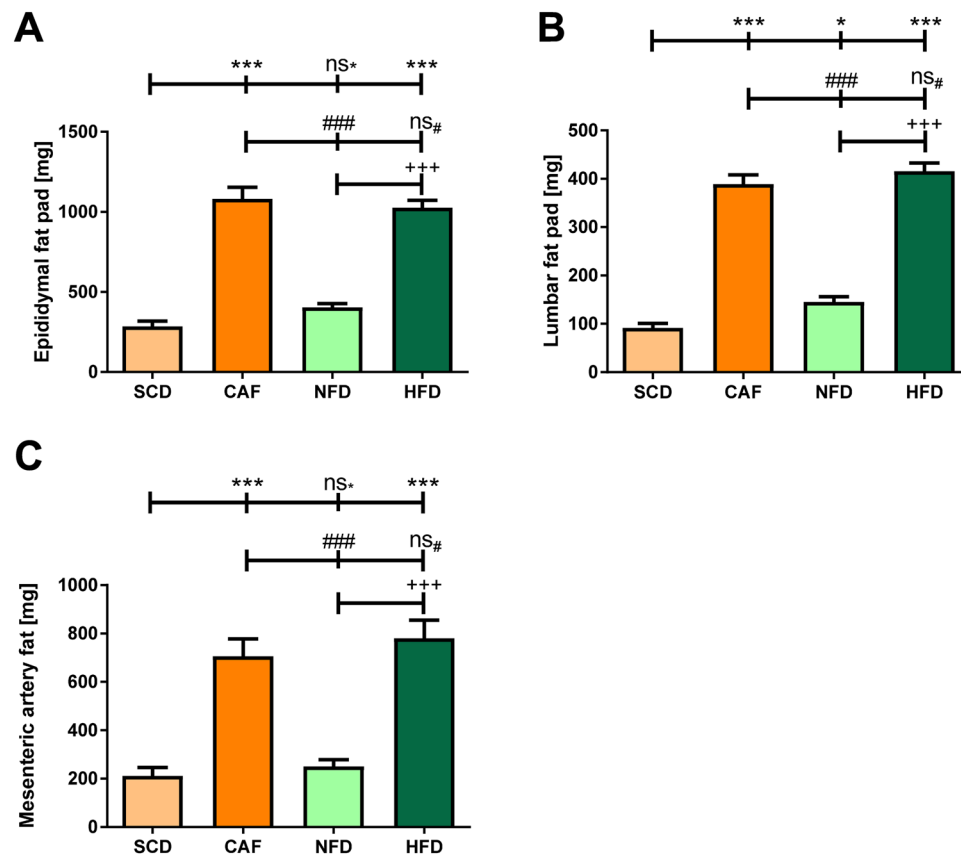 A
*** ns* ***
### ns#
+++
Epididymal fat pad [mg]
1500
1000
500
0
SCD CAF NFD HFD
B
*** * ***
### ns#
+++
Lumbar fat pad [mg]
500
400
300
200
100
0
SCD CAF NFD HFD
C
*** ns* ***
### ns#
+++
Mesenteric artery fat [mg]
1000
800
600
400
200
0
SCD CAF NFD HFD